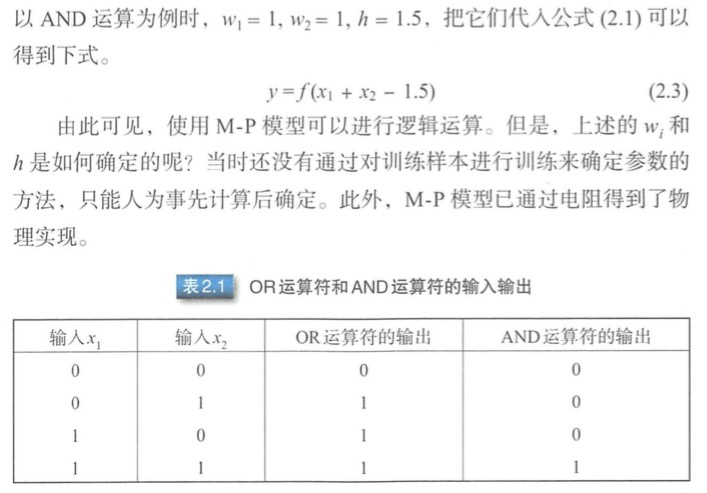 以 AND 运算为例时，w₁ = 1, w₂ = 1, h = 1.5，把它们代入公式 (2.1) 可以
得到下式。
y = f (x₁ + x₂ − 1.5) (2.3)
由此可见，使用 M-P 模型可以进行逻辑运算。但是，上述的 wᵢ 和
h 是如何确定的呢？当时还没有通过对训练样本进行训练来确定参数的
方法，只能人为事先计算后确定。此外，M-P 模型已通过电阻得到了物
理实现。
表2.1 OR运算符和AND运算符的输入输出
输入x₁ 输入x₂ OR运算符的输出 AND运算符的输出
0 0 0 0
0 1 1 0
1 0 1 0
1 1 1 1